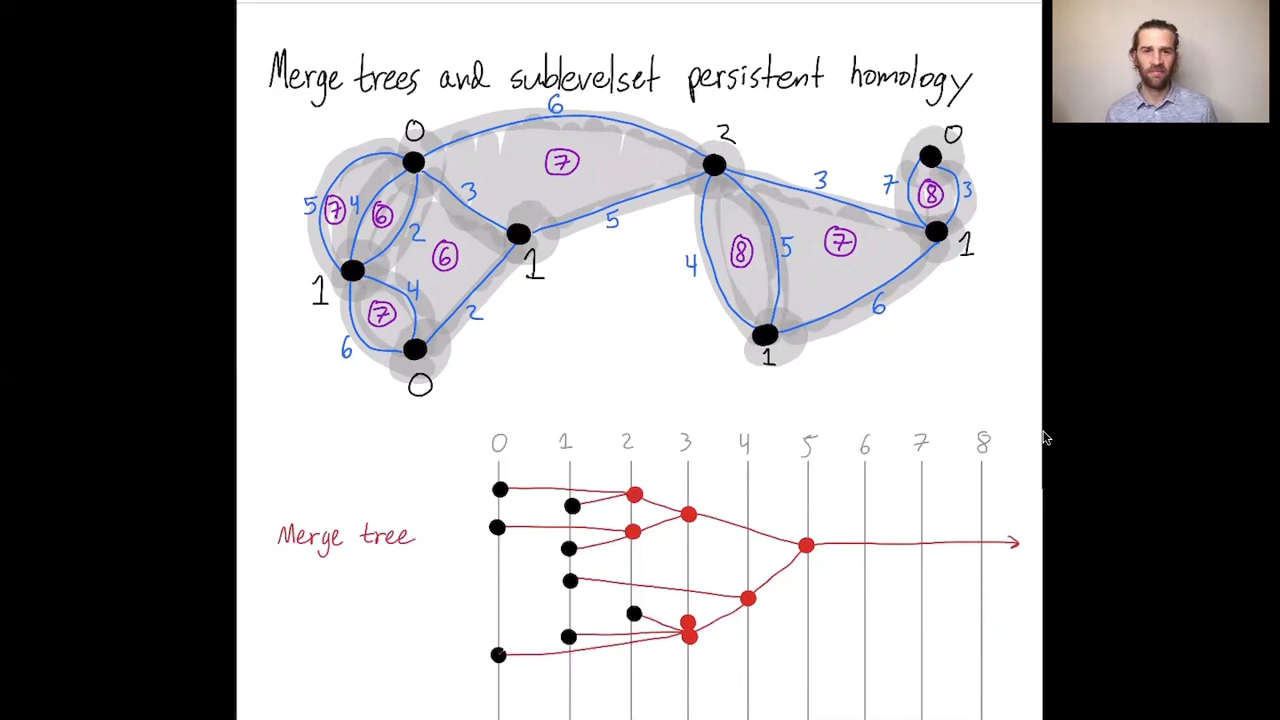 Merge trees and sublevelset persistent homology
6
0 2 0
7
5 7 4 6 3 3 7 8 3
2 6 1 5 4 8 5 7 1
1 4
7 2 6
6 1
0
0 1 2 3 4 5 6 7 8
Merge tree